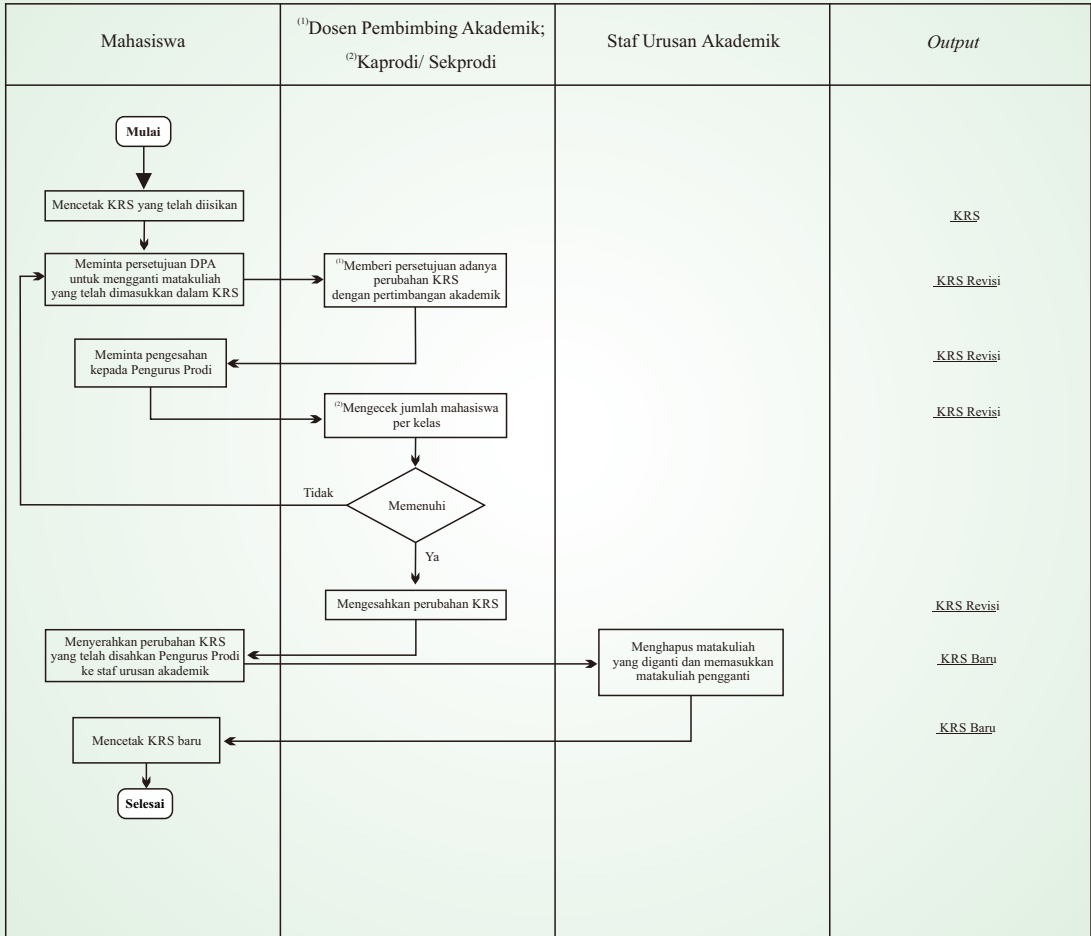 Mahasiswa
(1)Dosen Pembimbing Akademik;
(2)Kaprodi/ Sekprodi
Staf Urusan Akademik
Output
Mulai
Mencetak KRS yang telah diisikan
KRS
Meminta persetujuan DPA
untuk mengganti matakuliah
yang telah dimasukkan dalam KRS
(1)Memberi persetujuan adanya
perubahan KRS
dengan pertimbangan akademik
KRS Revisi
Meminta pengesahan
kepada Pengurus Prodi
KRS Revisi
(2)Mengecek jumlah mahasiswa
per kelas
KRS Revisi
Tidak
Memenuhi
Ya
Mengesahkan perubahan KRS
KRS Revisi
Menyerahkan perubahan KRS
yang telah disahkan Pengurus Prodi
ke staf urusan akademik
Menghapus matakuliah
yang diganti dan memasukkan
matakuliah pengganti
KRS Baru
Mencetak KRS baru
KRS Baru
Selesai